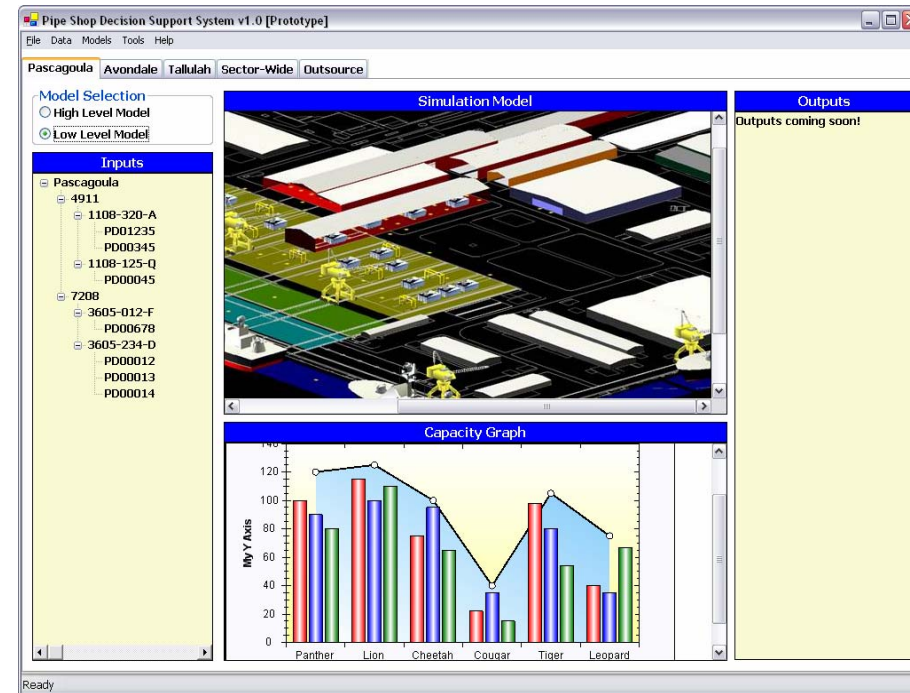 Pipe Shop Decision Support System v1.0 [Prototype]
File Data Models Tools Help
Pascagoula Avondale Tallulah Sector-Wide Outsource
Model Selection
High Level Model
Low Level Model
Inputs
Pascagoula
4911
1108-320-A
PD01235
PD00345
1108-125-Q
PD00045
7208
3605-012-F
PD00678
3605-234-D
PD00012
PD00013
PD00014
Simulation Model
Capacity Graph
My Y Axis
140
120
100
80
60
40
20
0
Panther Lion Cheetah Cougar Tiger Leopard
Outputs
Outputs coming soon!
Ready